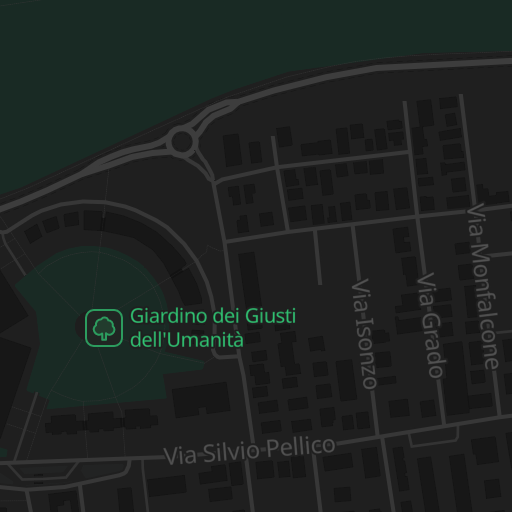 Via Monfalcone
Via Isonzo
Via Grado
Giardino dei Giusti
dell'Umanità
Via Silvio Pellico